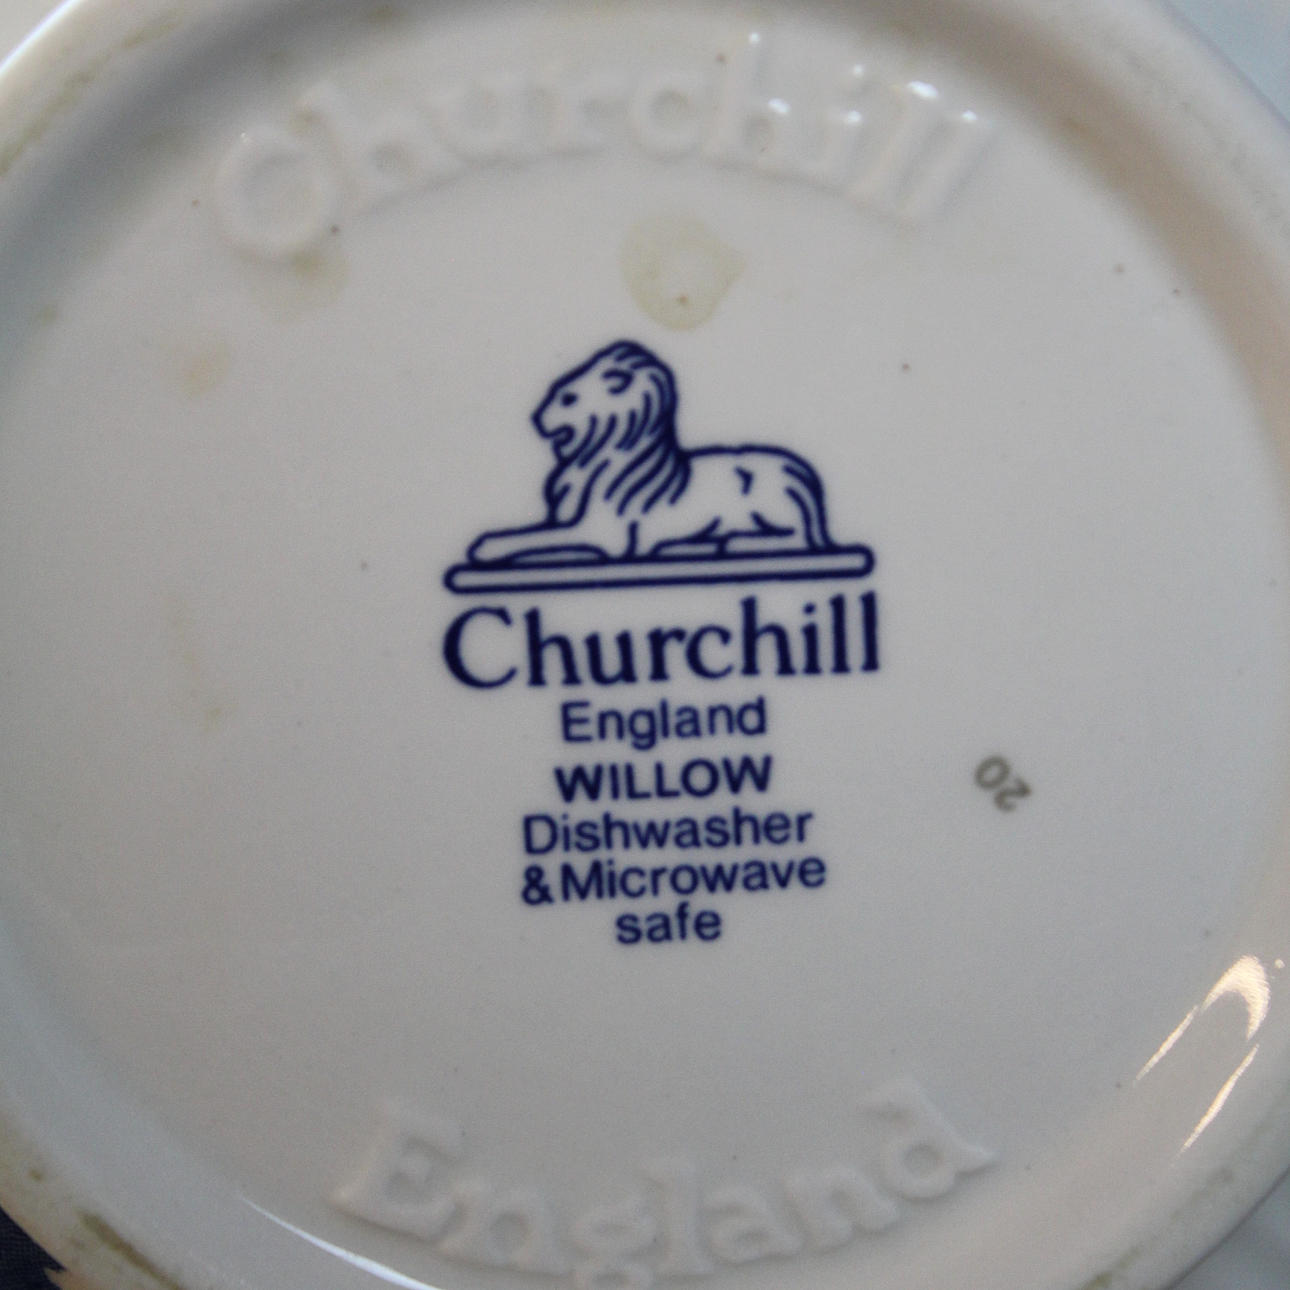 Churchill
Churchill
England
WILLOW
Dishwasher
&Microwave
safe
20
England